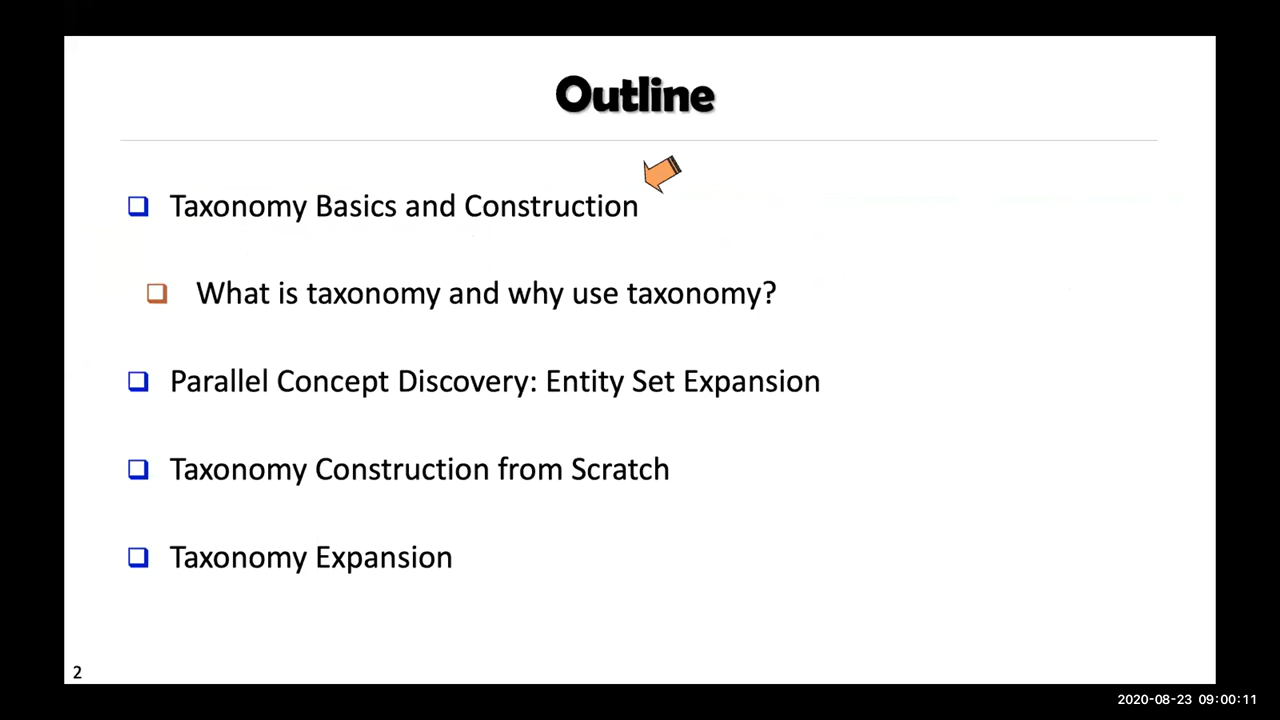 Outline
Taxonomy Basics and Construction
What is taxonomy and why use taxonomy?
Parallel Concept Discovery: Entity Set Expansion
Taxonomy Construction from Scratch
Taxonomy Expansion
2
2020-08-23 09:00:11